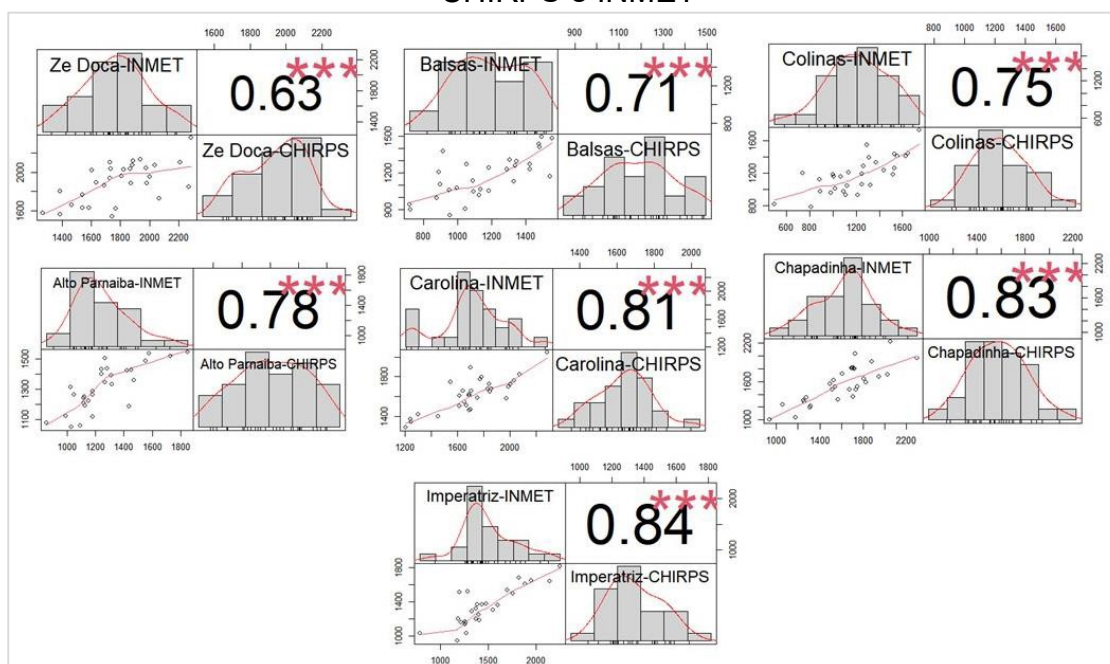 CHIRPS e INMET
1600 1800 2000 2200
Ze Doca-INMET
0.63
***
1400 1800 2000 2200
1600 2000
Ze Doca-CHIRPS
1400 1600 1800 2000 2200
900 1100 1300 1500
Balsas-INMET
0.71
***
800 1200
900 1100 1300 1500
Balsas-CHIRPS
800 1000 1200 1400
800 1000 1200 1400 1600
Colinas-INMET
0.75
***
600 1200
800 1000 1200 1400 1600
Colinas-CHIRPS
600 800 1000 1200 1400 1600
Alto Parnaiba-INMET
0.78
***
1000 1400 1800
1100 1300 1500
Alto Parnaiba-CHIRPS
1000 1200 1400 1600 1800
1400 1600 1800 2000
Carolina-INMET
0.81
***
1200 1600 2000
1400 1800
Carolina-CHIRPS
1200 1400 1600 2000
1000 1400 1800 2200
Chapadinha-INMET
0.83
***
1000 1600 2200
1000 1600 2200
Chapadinha-CHIRPS
1000 1400 1800 2200
1000 1200 1400 1600 1800
Imperatriz-INMET
0.84
***
1000 2000
1000 1400 1800
Imperatriz-CHIRPS
1000 1500 2000